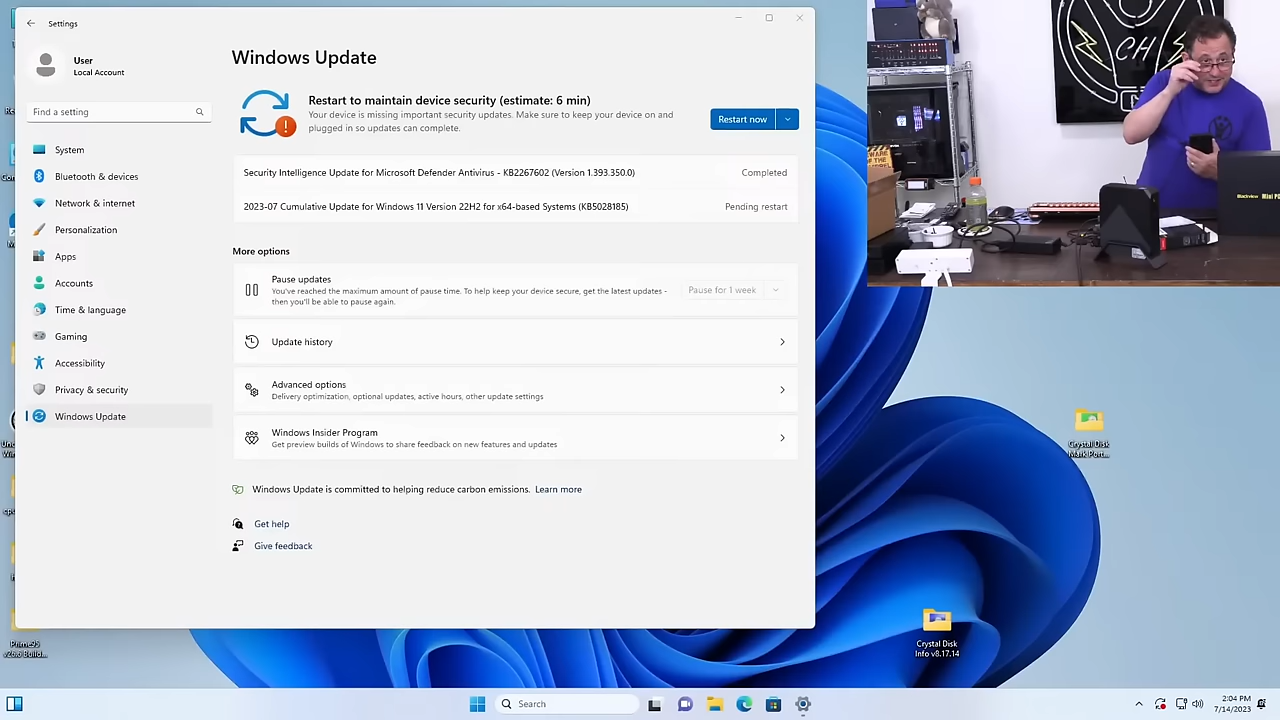 Settings
User
Local Account
Find a setting
System
Bluetooth & devices
Network & internet
Personalization
Apps
Accounts
Time & language
Gaming
Accessibility
Privacy & security
Windows Update
Windows Update
Restart to maintain device security (estimate: 6 min)
Your device is missing important security updates. Make sure to keep your device on and
plugged in so updates can complete.
Restart now
Security Intelligence Update for Microsoft Defender Antivirus - KB2267602 (Version 1.393.350.0)
Completed
2023-07 Cumulative Update for Windows 11 Version 22H2 for x64-based Systems (KB5028185)
Pending restart
More options
Pause updates
You've reached the maximum amount of pause time. To help keep your device secure, get the latest updates -
then you'll be able to pause again.
Pause for 1 week
Update history
Advanced options
Delivery optimization, optional updates, active hours, other update settings
Windows Insider Program
Get preview builds of Windows to share feedback on new features and updates
Windows Update is committed to helping reduce carbon emissions. Learn more
Get help
Give feedback
CH
Blackview Mini PC
Crystal Disk
Mark Port...
Crystal Disk
Info v8.17.14
Prime95
Search
2:04 PM
7/14/2023